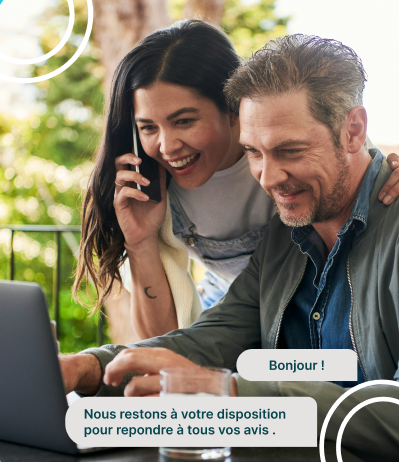 Bonjour !
Nous restons à votre disposition
pour repondre à tous vos avis .